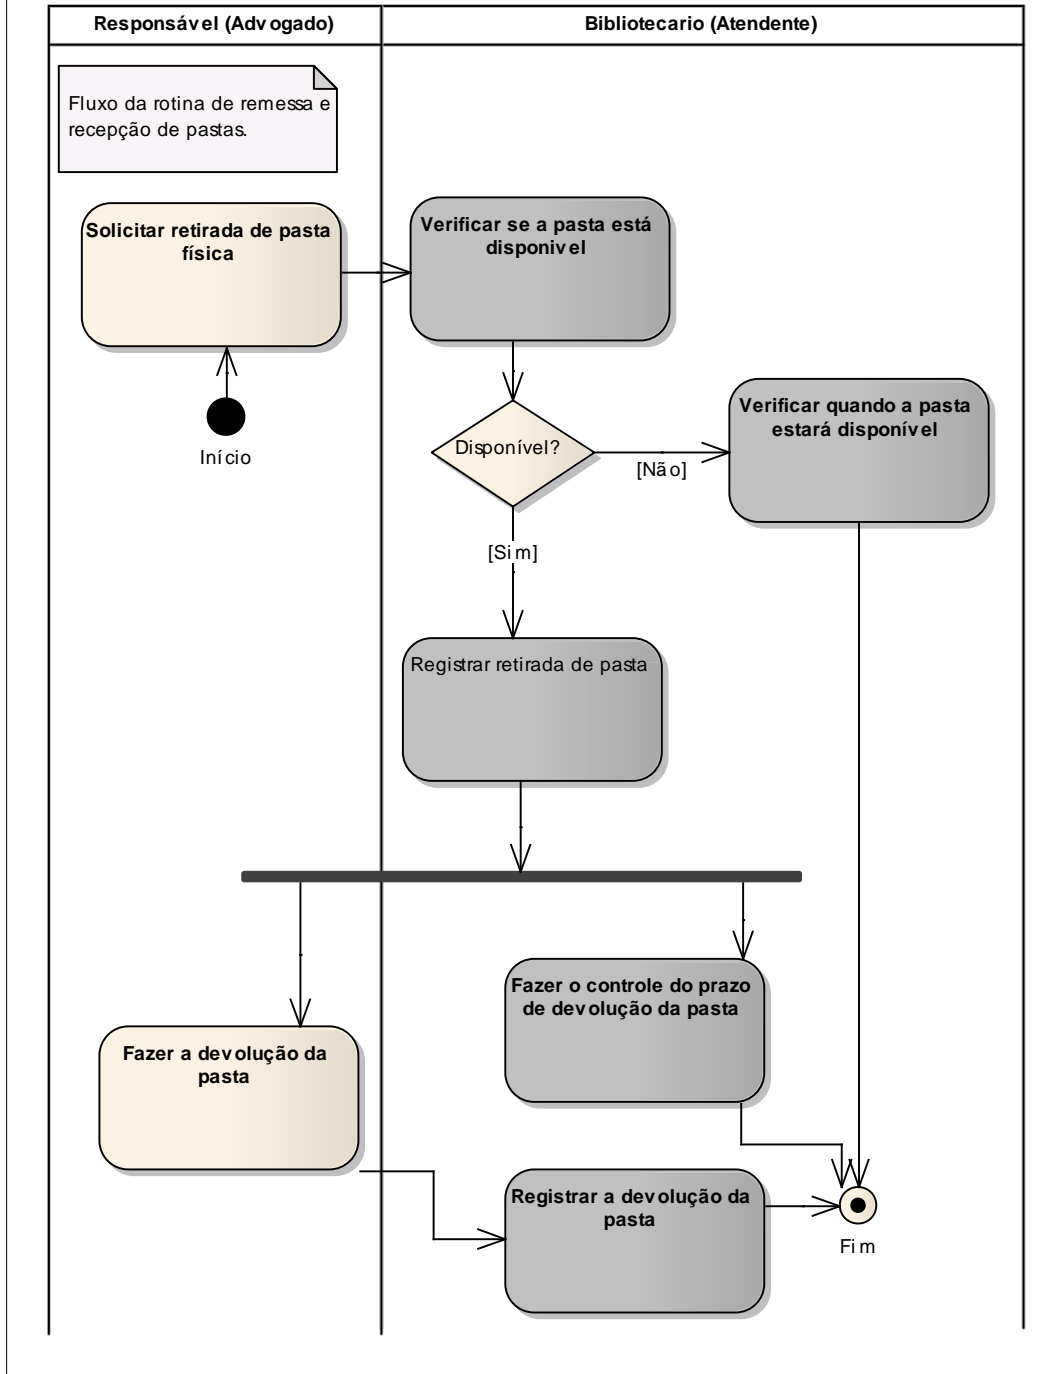 Responsável (Advogado)
Bibliotecario (Atendente)
Fluxo da rotina de remessa e
recepção de pastas.
Solicitar retirada de pasta
física
Verificar se a pasta está
disponivel
Início
Disponível?
[Não]
Verificar quando a pasta
estará disponível
[Sim]
Registrar retirada de pasta
Fazer o controle do prazo
de devolução da pasta
Fazer a devolução da
pasta
Registrar a devolução da
pasta
Fim